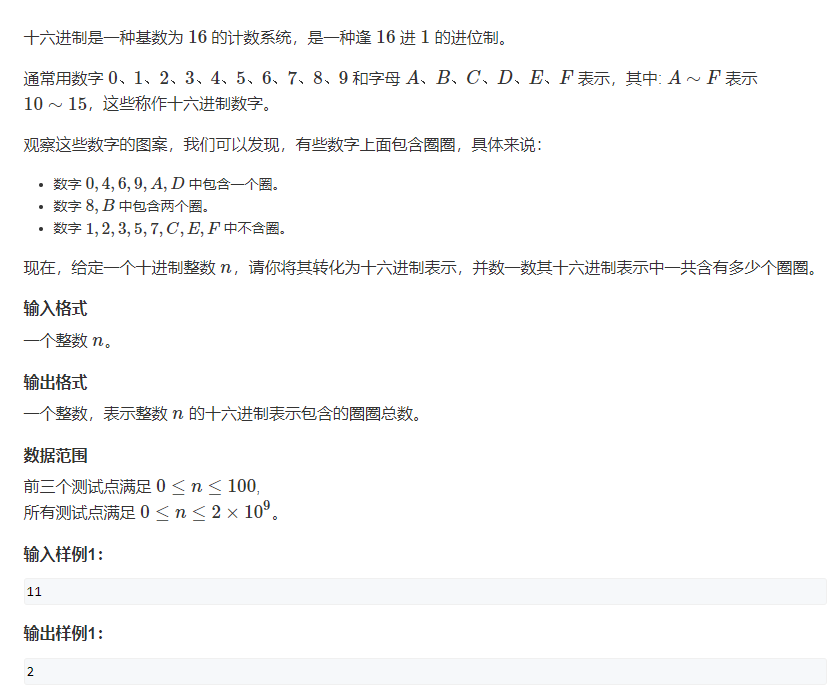 十六进制是一种基数为 16 的计数系统，是一种逢 16 进 1 的进位制。
通常用数字 0、1、2、3、4、5、6、7、8、9 和字母 A、B、C、D、E、F 表示，其中: A ∼ F 表示
10 ∼ 15，这些称作十六进制数字。
观察这些数字的图案，我们可以发现，有些数字上面包含圈圈，具体来说：
• 数字 0, 4, 6, 9, A, D 中包含一个圈。
• 数字 8, B 中包含两个圈。
• 数字 1, 2, 3, 5, 7, C, E, F 中不含圈。
现在，给定一个十进制整数 n，请你将其转化为十六进制表示，并数一数其十六进制表示中一共含有多少个圈圈。
输入格式
一个整数 n。
输出格式
一个整数，表示整数 n 的十六进制表示包含的圈圈总数。
数据范围
前三个测试点满足 0 ≤ n ≤ 100,
所有测试点满足 0 ≤ n ≤ 2 × 10⁹。
输入样例1：
11
输出样例1：
2